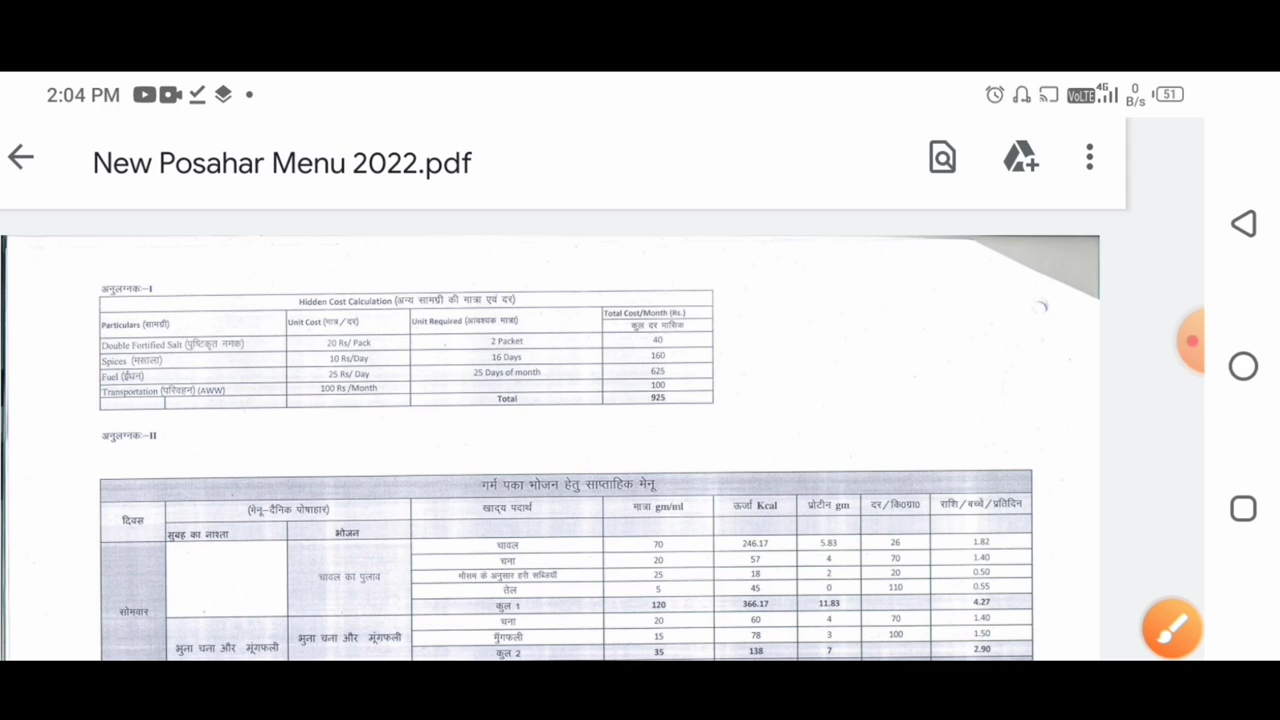 2:04 PM
VoLTE 4G 0 B/s 51
New Posahar Menu 2022.pdf
अनुलग्नकः-I
Hidden Cost Calculation (अन्य सामग्री की मात्रा एवं दर)
Particulars (सामग्री) Unit Cost (मात्र/दर) Unit Required (आवश्यक मात्रा) Total Cost/Month (Rs.)
कुल दर मासिक
Double Fortified Salt (पुष्टिकृत नमक) 20 Rs/ Pack 2 Packet 40
Spices (मसाला) 10 Rs/Day 16 Days 160
Fuel (ईंधन) 25 Rs/ Day 25 Days of month 625
Transportation (परिवहन) (AWW) 100 Rs /Month 100
Total 925
अनुलग्नकः-II
गर्म पका भोजन हेतु साप्ताहिक मेनू
दिवस (मेनू-दैनिक पोषाहार) खाद्य पदार्थ मात्रा gm/ml ऊर्जा Kcal प्रोटीन gm दर/कि0ग्रा0 राशि/बच्चे/प्रतिदिन
सुबह का नाश्ता भोजन
चावल 70 246.17 5.83 26 1.82
चना 20 57 4 70 1.40
चावल का पुलाव मौसम के अनुसार हरी सब्जियाँ 25 18 2 20 0.50
तेल 5 45 0 110 0.55
सोमवार कुल 1 120 366.17 11.83 4.27
चना 20 60 4 70 1.40
भुना चना और मूंगफली भुना चना और मूंगफली मूंगफली 15 78 3 100 1.50
कुल 2 35 138 7 2.90